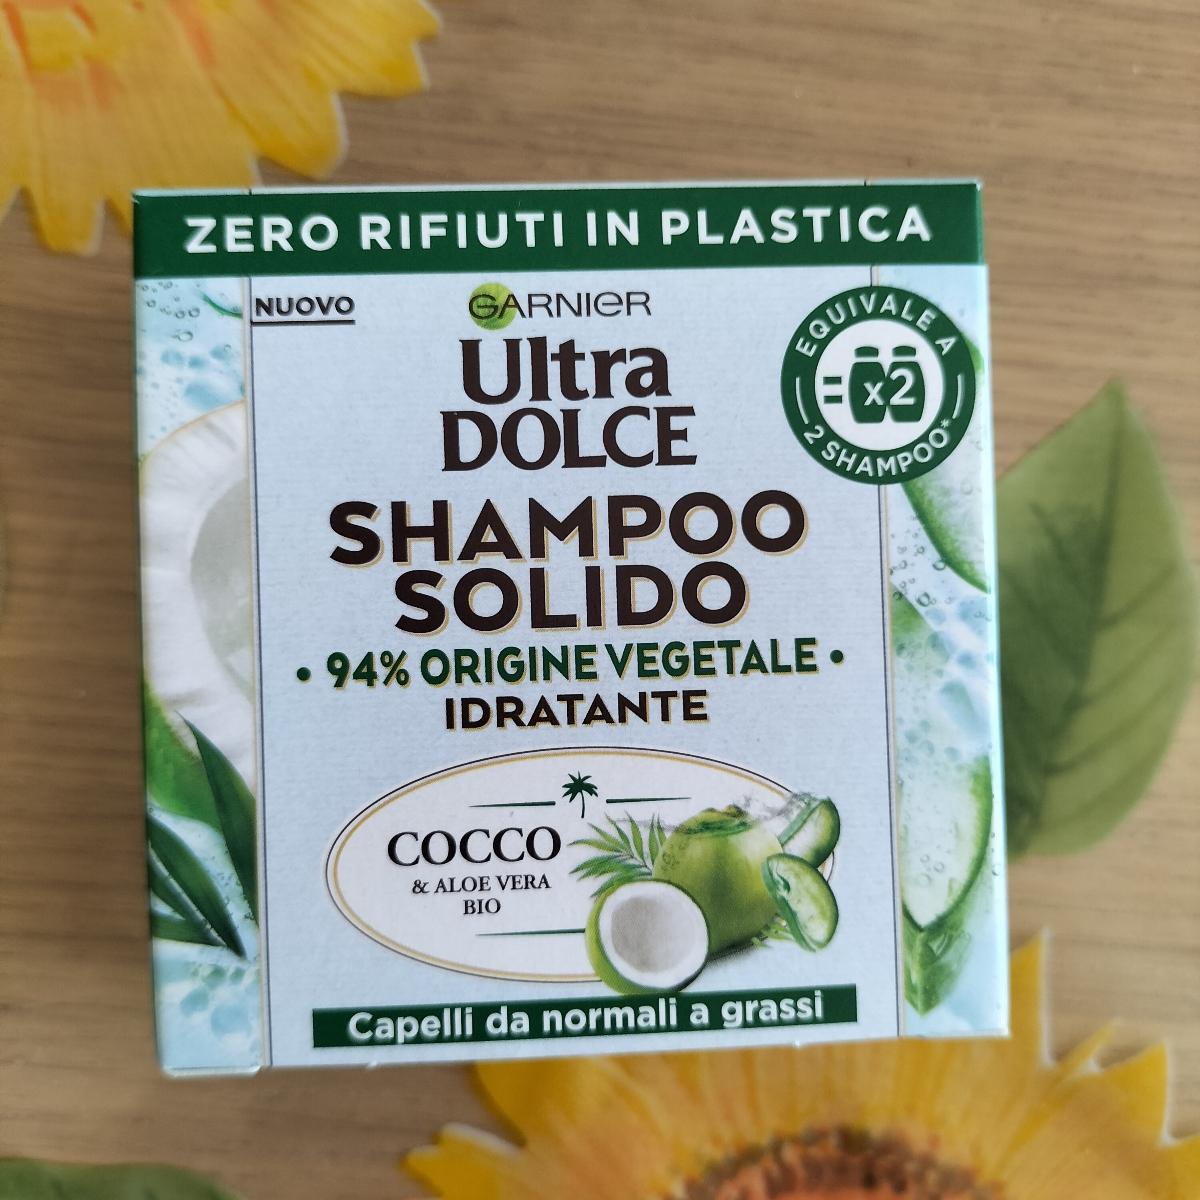 ZERO RIFIUTI IN PLASTICA
NUOVO
GARNIER
Ultra
DOLCE
EQUIVALE A
= x2
2 SHAMPOO*
SHAMPOO
SOLIDO
• 94% ORIGINE VEGETALE •
IDRATANTE
COCCO
& ALOE VERA
BIO
Capelli da normali a grassi